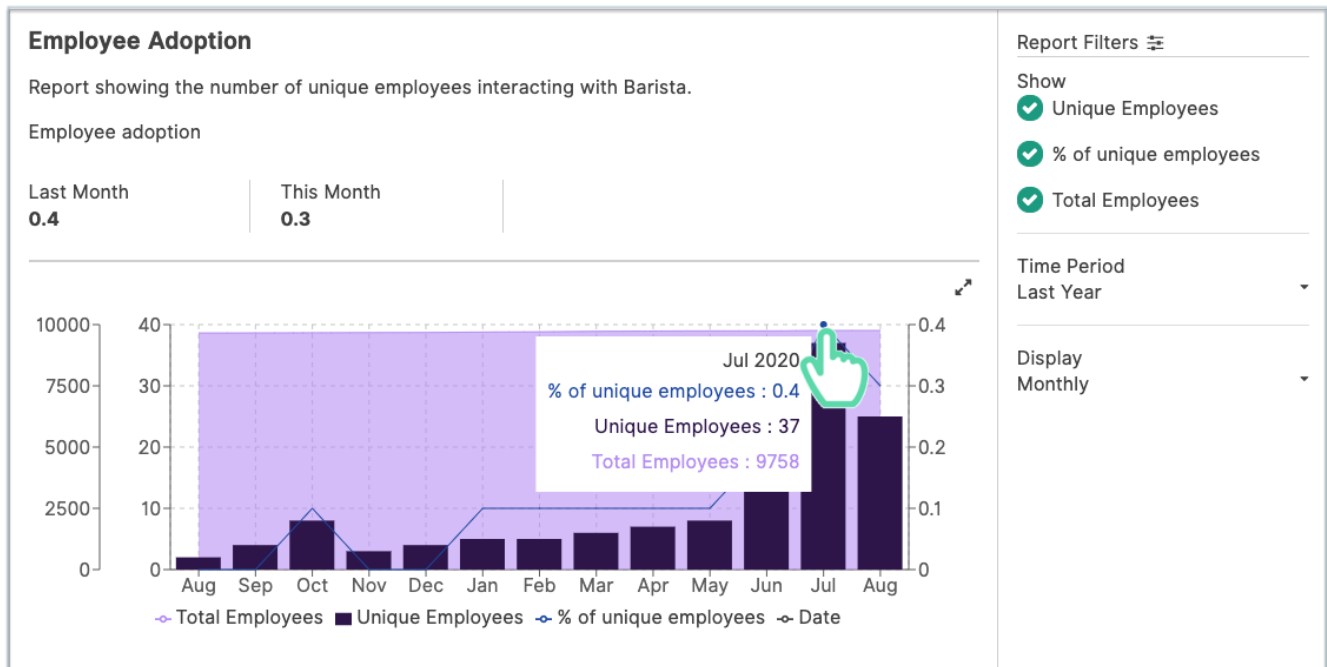 Employee Adoption
Report showing the number of unique employees interacting with Barista.
Employee adoption
Last Month
0.4
This Month
0.3
10000
7500
5000
2500
0
40
30
20
10
0
0.4
0.3
0.2
0.1
0
Jul 2020
% of unique employees : 0.4
Unique Employees : 37
Total Employees : 9758
Aug Sep Oct Nov Dec Jan Feb Mar Apr May Jun Jul Aug
Total Employees Unique Employees % of unique employees Date
Report Filters
Show
Unique Employees
% of unique employees
Total Employees
Time Period
Last Year
Display
Monthly